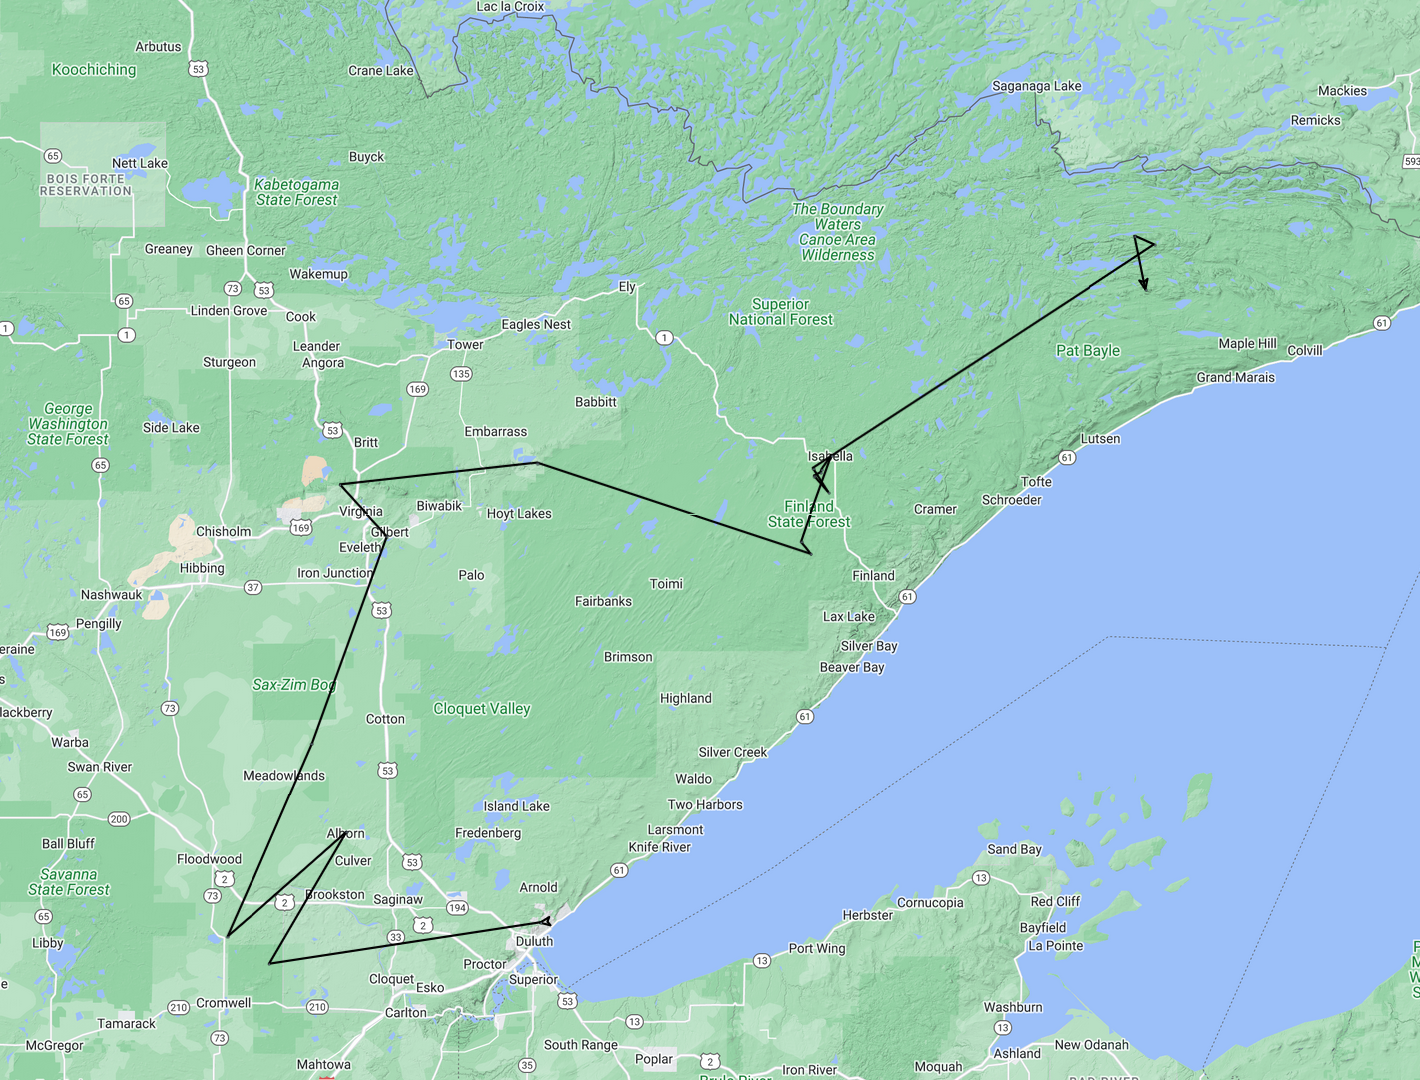 Lac la Croix
Arbutus
53
Koochiching
Crane Lake
Saganaga Lake
Mackies
Remicks
65
Nett Lake
Buyck
593
BOIS FORTE
RESERVATION
Kabetogama
State Forest
The Boundary
Waters
Canoe Area
Wilderness
Greaney
Gheen Corner
Wakemup
73
53
Ely
65
Linden Grove
Cook
Superior
National Forest
Eagles Nest
61
1
1
1
Leander
Angora
Tower
Sturgeon
Pat Bayle
Maple Hill
Colvill
135
Grand Marais
169
George
Washington
State Forest
Babbitt
Side Lake
53
Britt
Embarrass
Lutsen
65
Isabella
61
Tofte
Schroeder
Virginia
Biwabik
Hoyt Lakes
Finland
State Forest
Cramer
Chisholm
169
Gilbert
Eveleth
Hibbing
Iron Junction
Palo
Toimi
Finland
Nashwauk
37
Fairbanks
61
53
Pengilly
Lax Lake
169
eraine
Silver Bay
Brimson
Beaver Bay
Sax-Zim Bog
Highland
73
Cloquet Valley
lackberry
Cotton
61
Warba
Silver Creek
Swan River
Meadowlands
53
Waldo
65
Island Lake
Two Harbors
200
Alborn
Fredenberg
Larsmont
Ball Bluff
Knife River
Sand Bay
Floodwood
Culver
53
61
Savanna
State Forest
2
73
Brookston
Saginaw
Arnold
13
2
194
Cornucopia
Red Cliff
65
2
Herbster
Bayfield
33
Duluth
Libby
Port Wing
La Pointe
Proctor
13
Cloquet
Esko
Superior
Cromwell
210
210
53
Washburn
Carlton
Tamarack
13
13
73
McGregor
South Range
New Odanah
Mahtowa
35
Poplar
2
Ashland
Iron River
Moquah